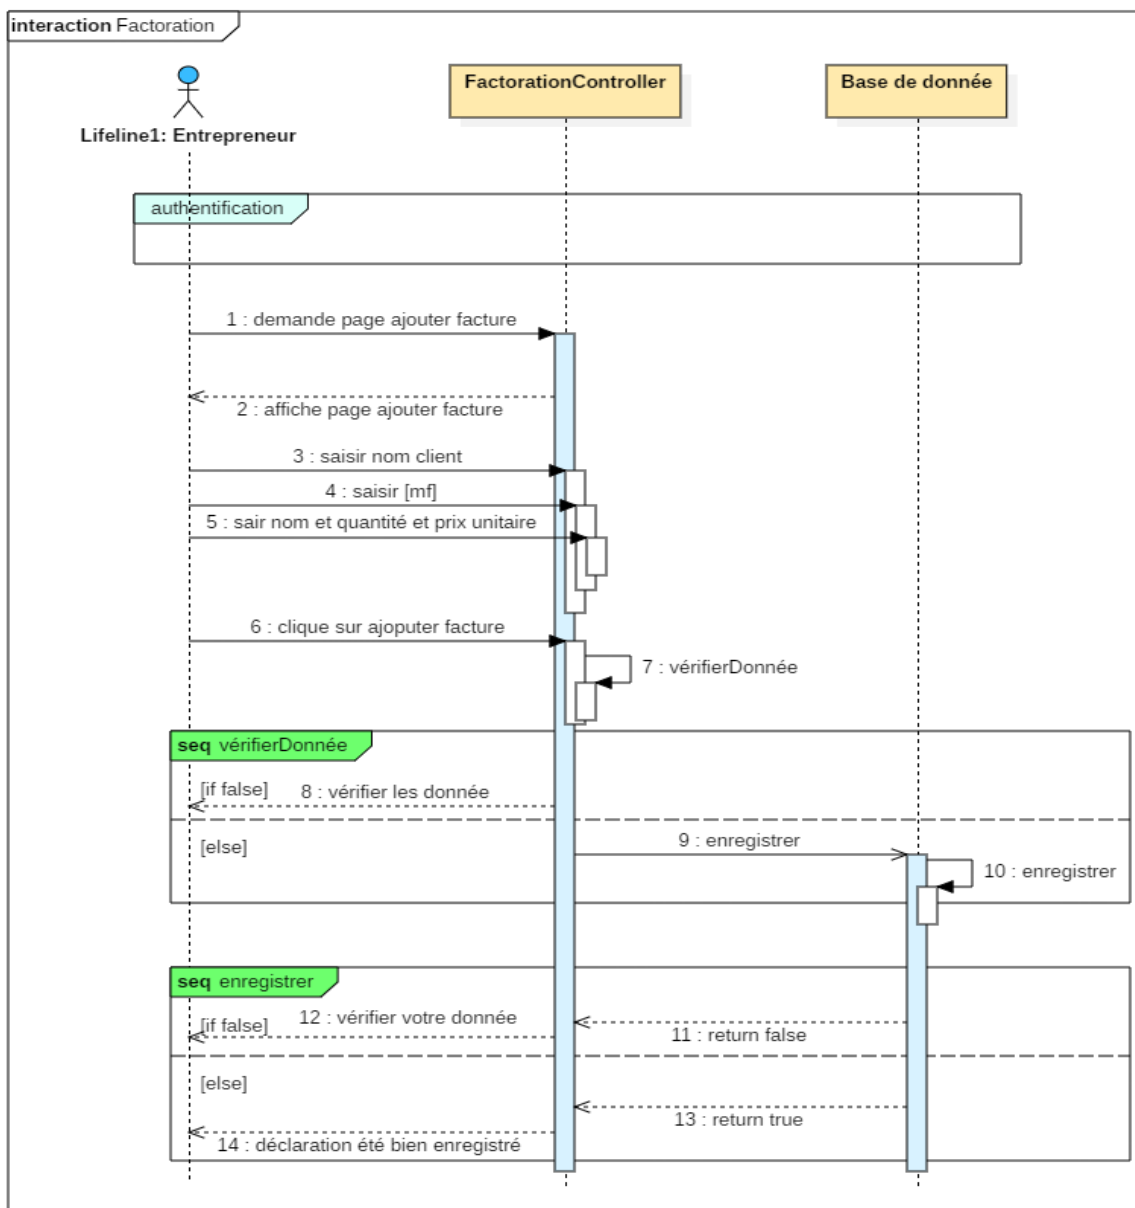 interaction Factoration
FactorationController
Base de donnée
Lifeline1: Entrepreneur
authentification
1 : demande page ajouter facture
2 : affiche page ajouter facture
3 : saisir nom client
4 : saisir [mf]
5 : sair nom et quantité et prix unitaire
6 : clique sur ajoputer facture
7 : vérifierDonnée
seq vérifierDonnée
[if false]
8 : vérifier les donnée
[else]
9 : enregistrer
10 : enregistrer
seq enregistrer
[if false]
12 : vérifier votre donnée
11 : return false
[else]
13 : return true
14 : déclaration été bien enregistré